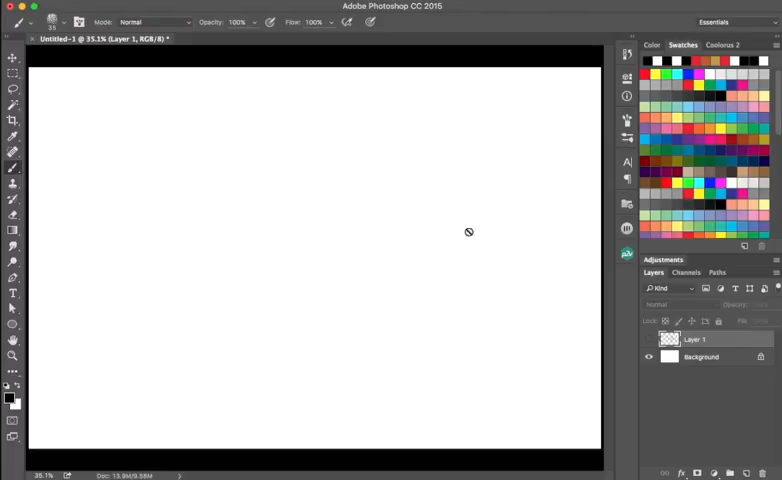 Adobe Photoshop CC 2015
35 Mode: Normal Opacity: 100% Flow: 100% Essentials
Untitled-1 @ 35.1% (Layer 1, RGB/8) *
Color Swatches Coolorus 2
Adjustments
Layers Channels Paths
Kind
Normal Opacity:
Lock: Fill:
Layer 1
Background
35.1% Doc: 13.9M/9.58M